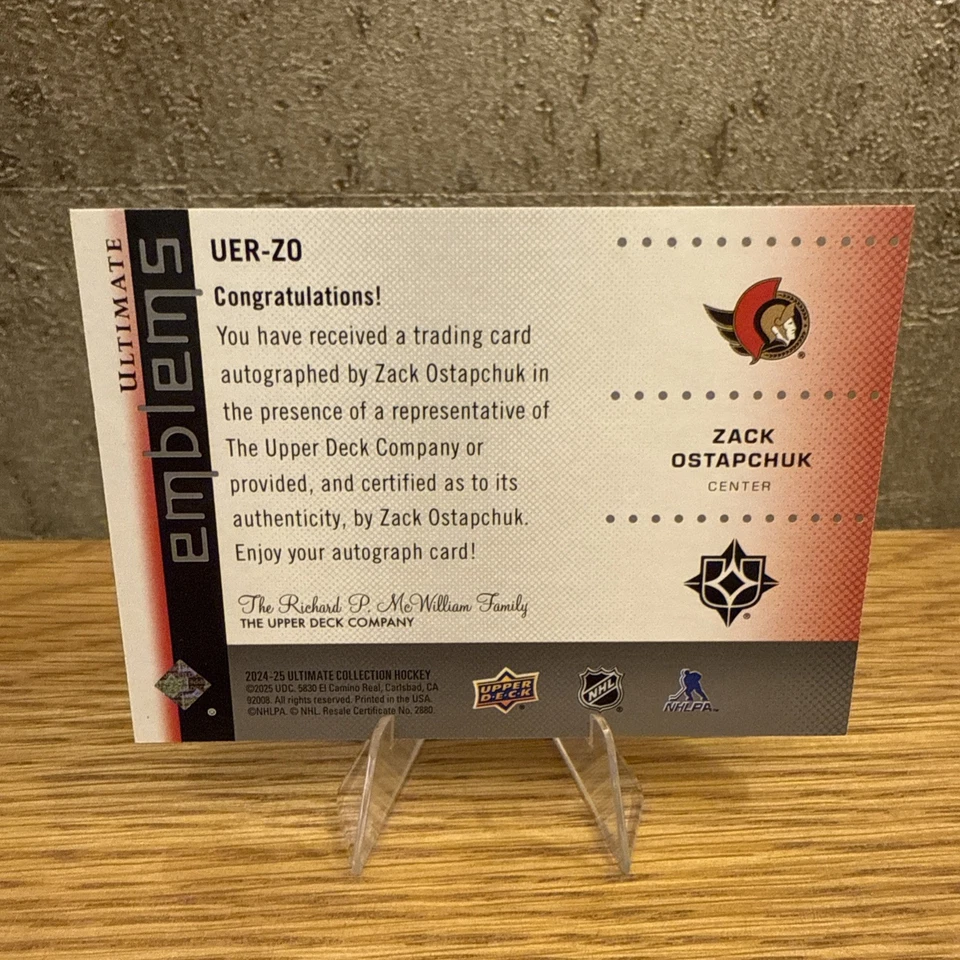 ULTIMATE
emblems
UER-ZO
Congratulations!
You have received a trading card
autographed by Zack Ostapchuk in
the presence of a representative of
The Upper Deck Company or
provided, and certified as to its
authenticity, by Zack Ostapchuk.
Enjoy your autograph card!
The Richard P. McWilliam Family
THE UPPER DECK COMPANY
ZACK
OSTAPCHUK
CENTER
2024-25 ULTIMATE COLLECTION HOCKEY
©2025 UDC. 5830 El Camino Real, Carlsbad, CA
92008. All rights reserved. Printed in the USA.
©NHLPA. © NHL. Resale Certificate No. 2880.
UPPER
D·E·C·K
NHL
NHLPA™